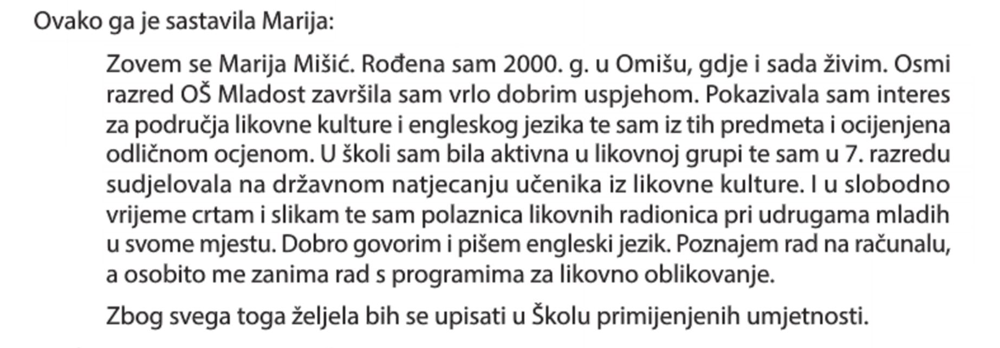 Ovako ga je sastavila Marija:
Zovem se Marija Mišić. Rođena sam 2000. g. u Omišu, gdje i sada živim. Osmi
razred OŠ Mladost završila sam vrlo dobrim uspjehom. Pokazivala sam interes
za područja likovne kulture i engleskog jezika te sam iz tih predmeta i ocijenjena
odličnom ocjenom. U školi sam bila aktivna u likovnoj grupi te sam u 7. razredu
sudjelovala na državnom natjecanju učenika iz likovne kulture. I u slobodno
vrijeme crtam i slikam te sam polaznica likovnih radionica pri udrugama mladih
u svome mjestu. Dobro govorim i pišem engleski jezik. Poznajem rad na računalu,
a osobito me zanima rad s programima za likovno oblikovanje.
Zbog svega toga željela bih se upisati u Školu primijenjenih umjetnosti.